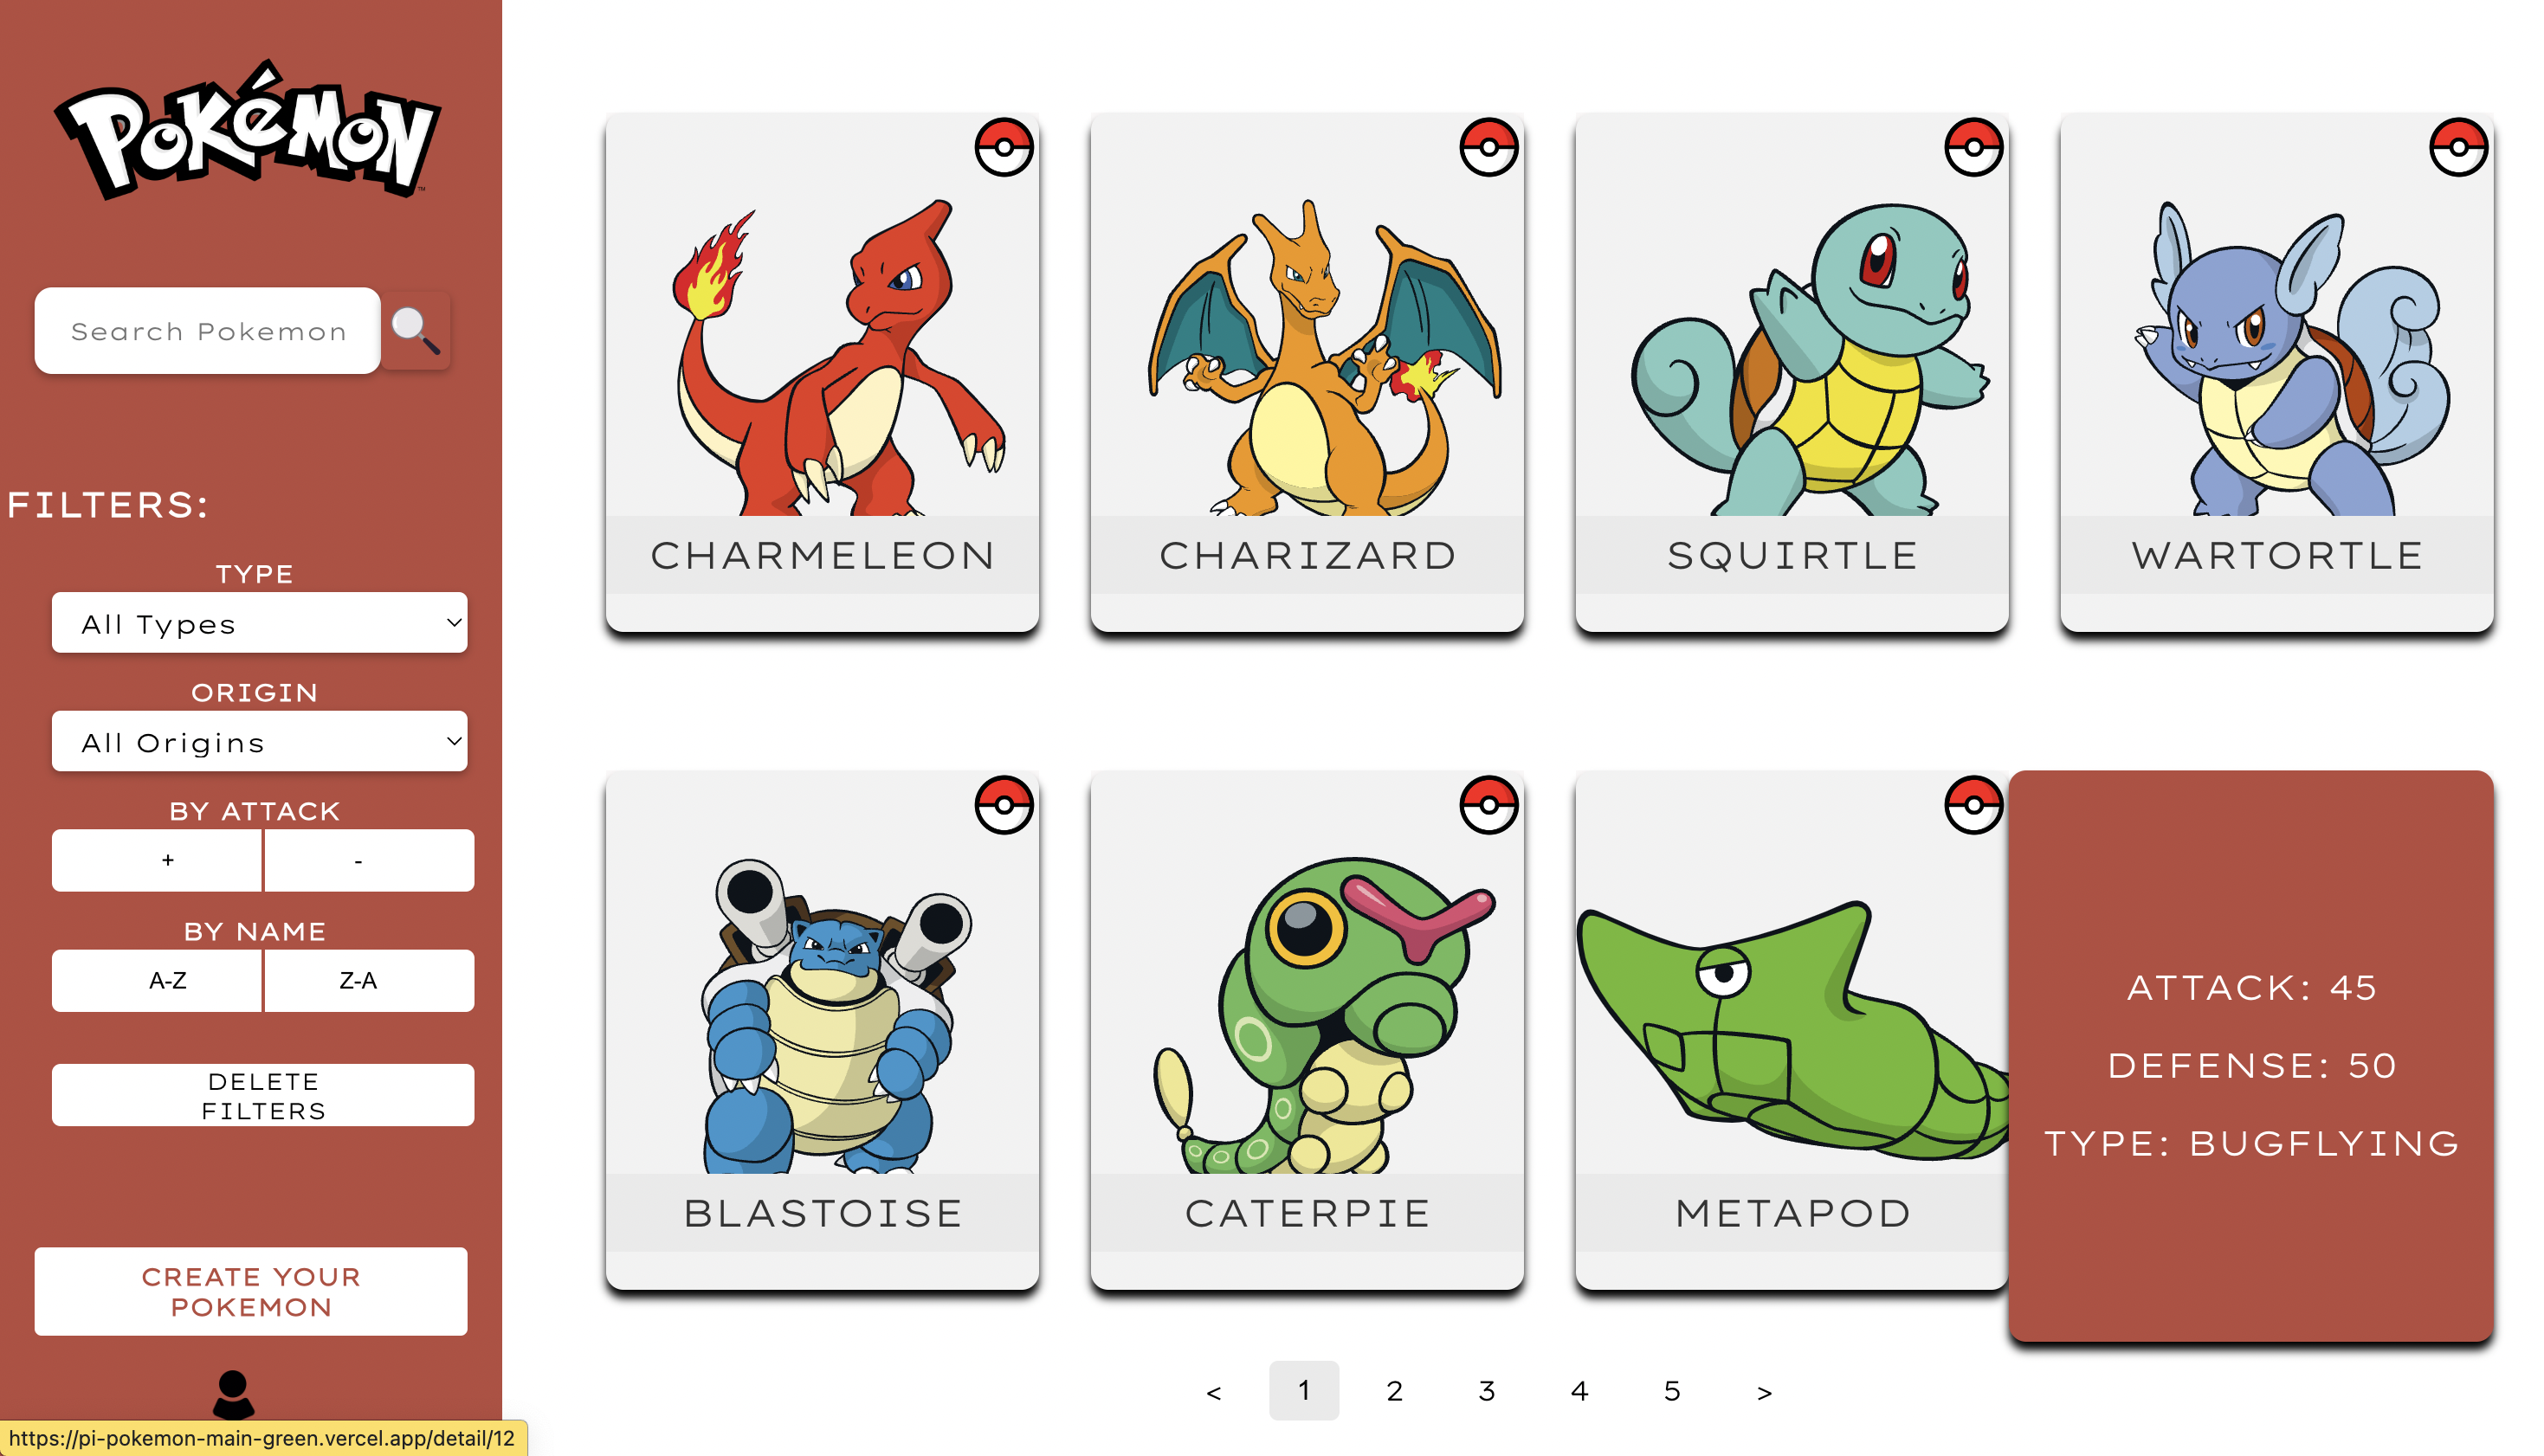 POKÉMON
TM
Search Pokemon
FILTERS:
TYPE
All Types
ORIGIN
All Origins
BY ATTACK
+ -
BY NAME
A-Z Z-A
DELETE
FILTERS
CREATE YOUR
POKEMON
https://pi-pokemon-main-green.vercel.app/detail/12
CHARMELEON
CHARIZARD
SQUIRTLE
WARTORTLE
BLASTOISE
CATERPIE
METAPOD
ATTACK: 45
DEFENSE: 50
TYPE: BUGFLYING
< 1 2 3 4 5 >